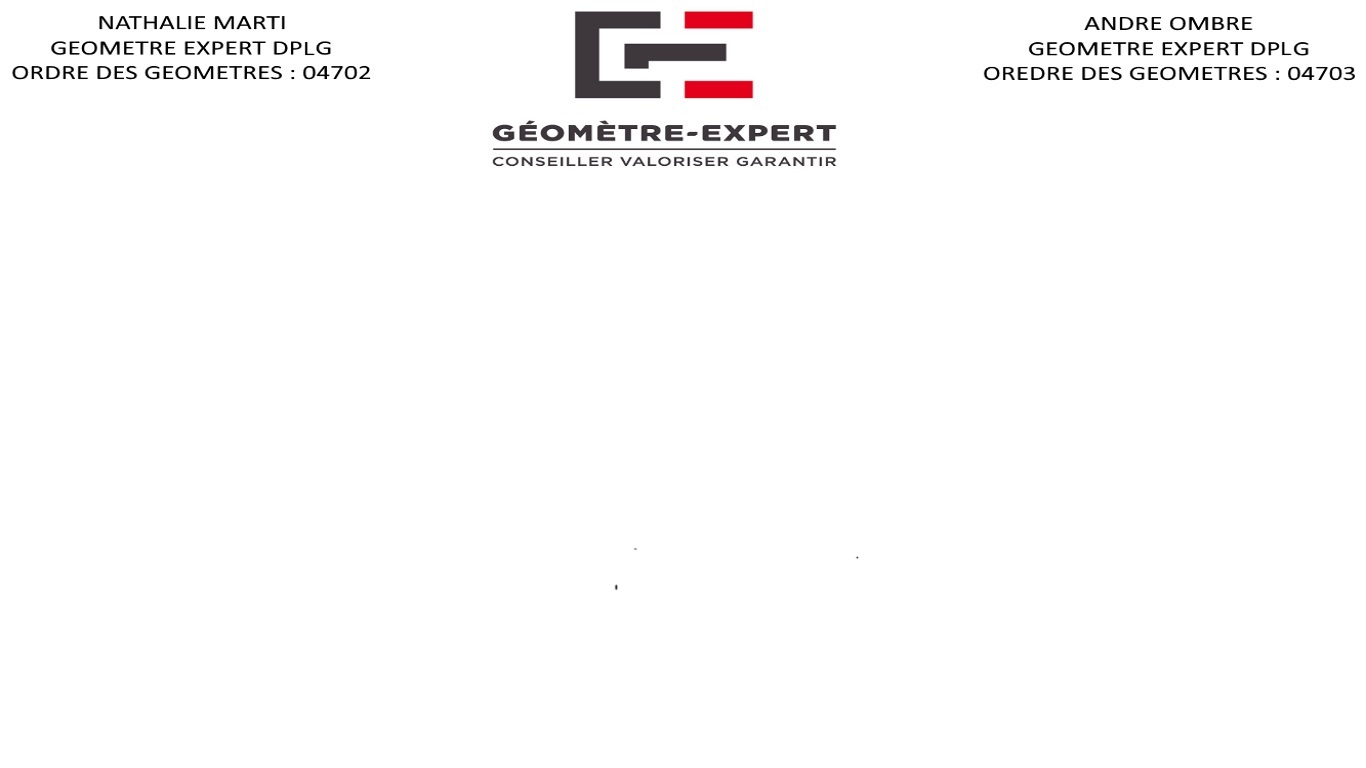 NATHALIE MARTI
GEOMETRE EXPERT DPLG
ORDRE DES GEOMETRES : 04702
GÉOMÈTRE-EXPERT
CONSEILLER VALORISER GARANTIR
ANDRE OMBRE
GEOMETRE EXPERT DPLG
OREDRE DES GEOMETRES : 04703